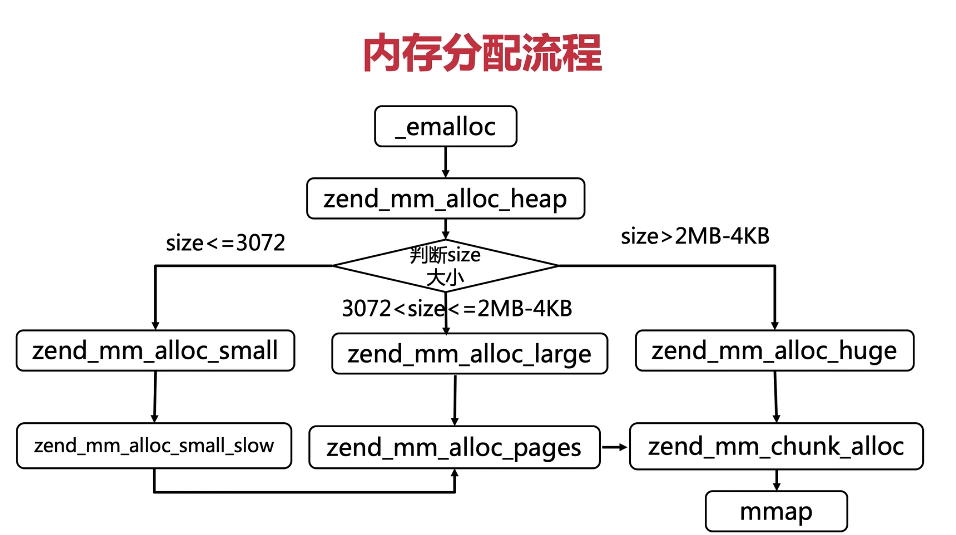 内存分配流程
_emalloc
zend_mm_alloc_heap
size<=3072
判断size
大小
size>2MB-4KB
3072<size<=2MB-4KB
zend_mm_alloc_small
zend_mm_alloc_large
zend_mm_alloc_huge
zend_mm_alloc_small_slow
zend_mm_alloc_pages
zend_mm_chunk_alloc
mmap